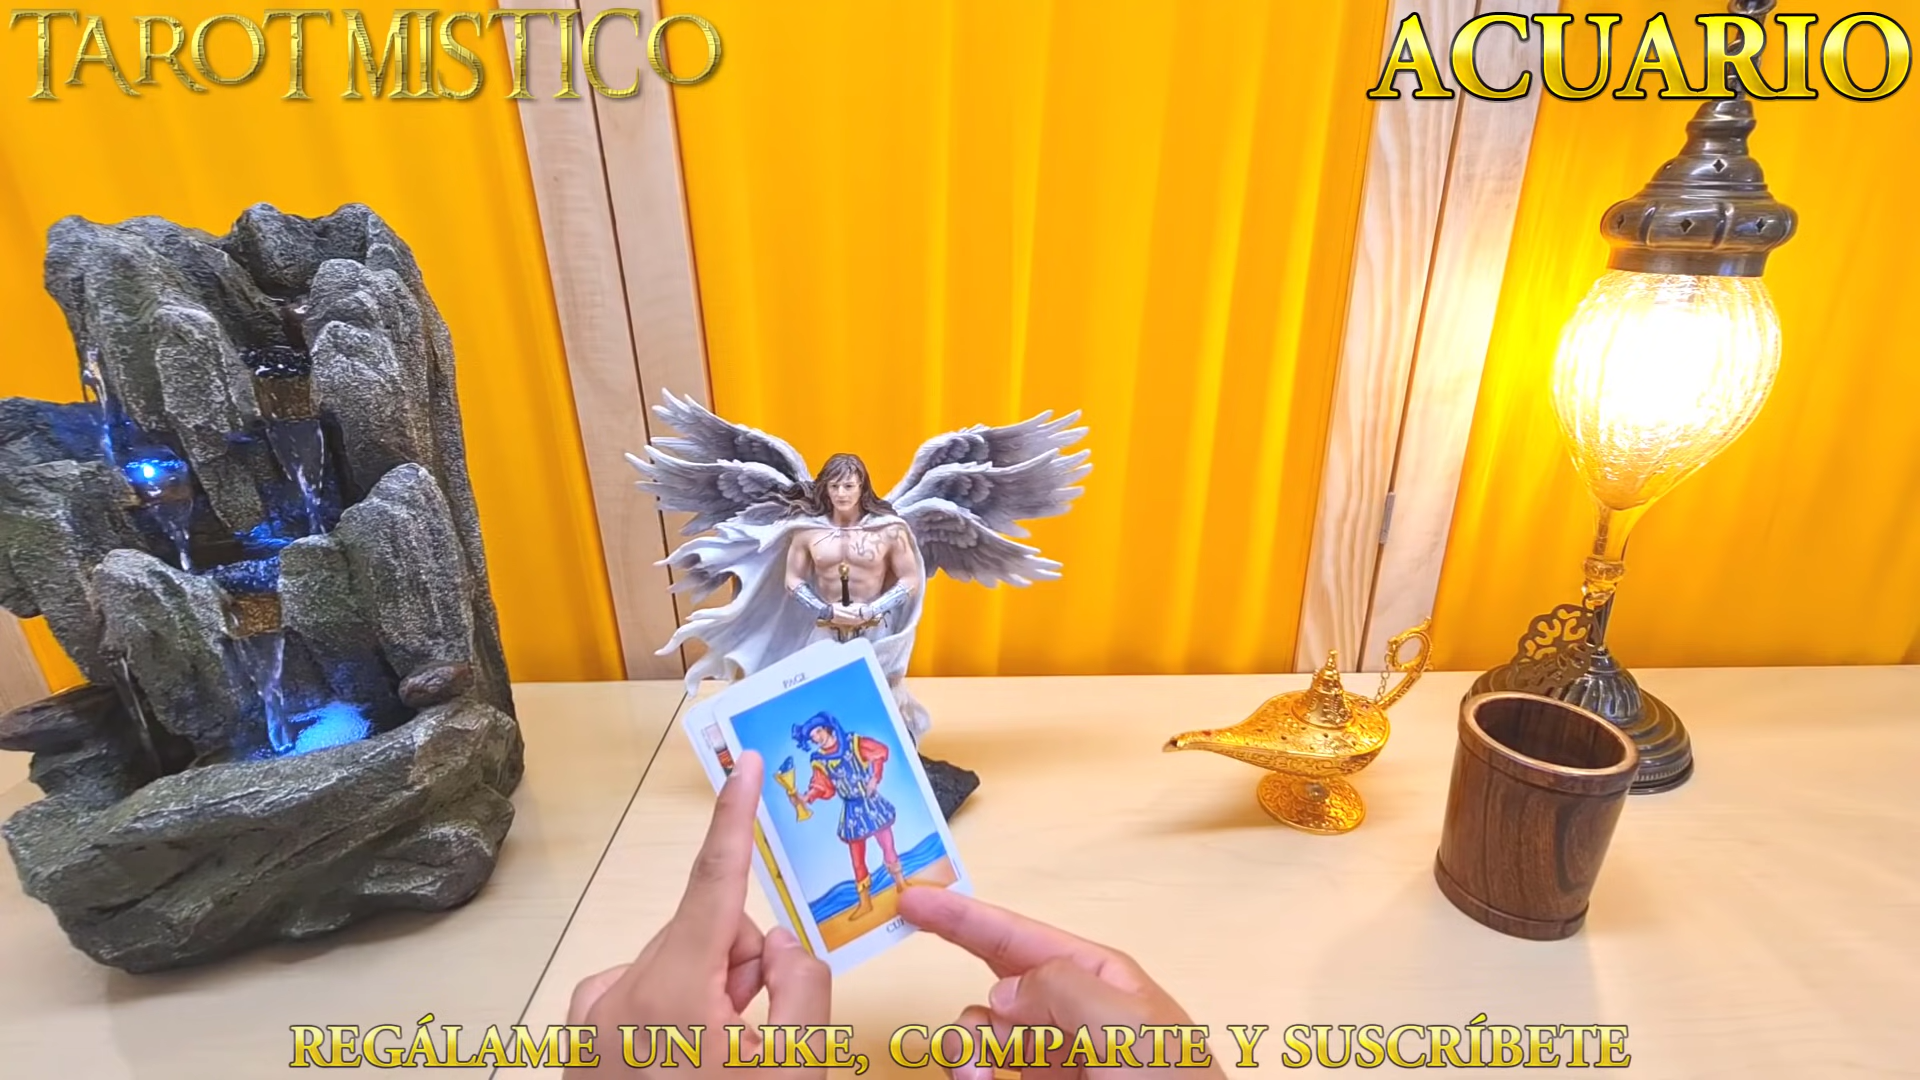 TAROT MISTICO
ACUARIO
PAGE
REGÁLAME UN LIKE, COMPARTE Y SUSCRÍBETE